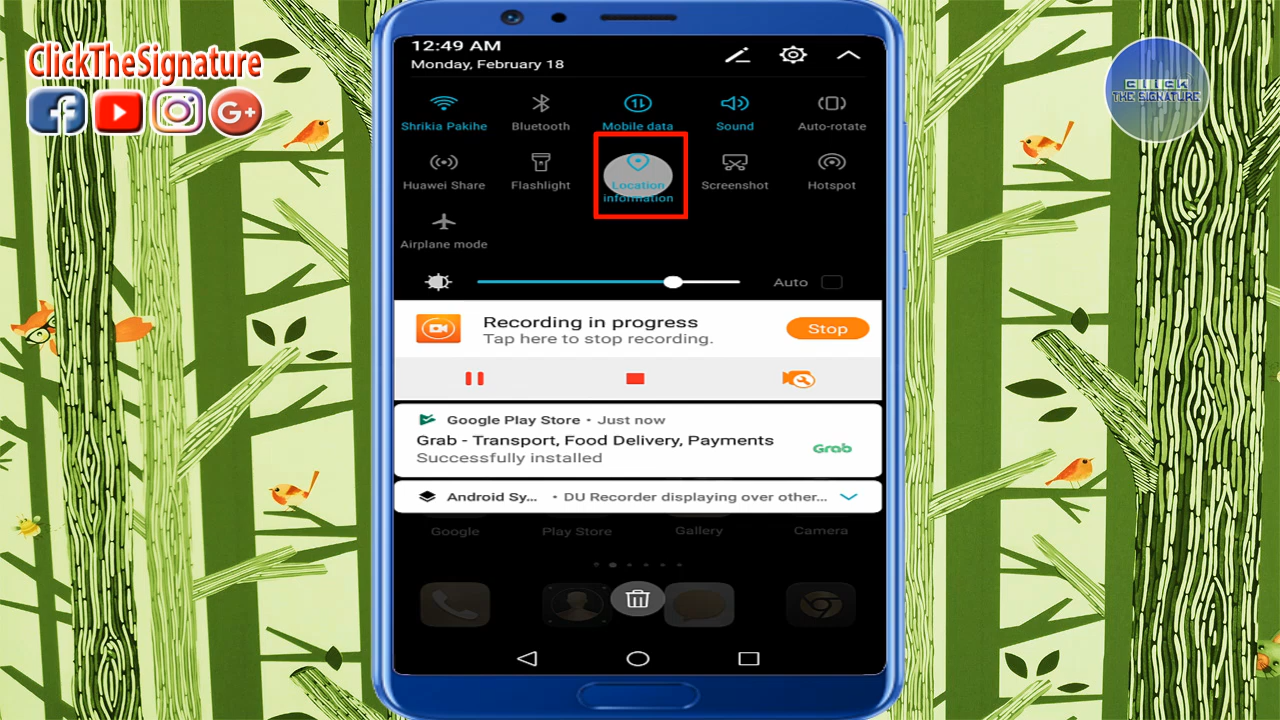 ClickTheSignature
CLICK
THE SIGNATURE
12:49 AM
Monday, February 18
Shrikia Pakihe
Bluetooth
Mobile data
Sound
Auto-rotate
Huawei Share
Flashlight
Location
information
Screenshot
Hotspot
Airplane mode
Auto
Recording in progress
Tap here to stop recording.
Stop
Google Play Store • Just now
Grab - Transport, Food Delivery, Payments
Successfully installed
Grab
Android Sy... • DU Recorder displaying over other...
Google
Play Store
Gallery
Camera